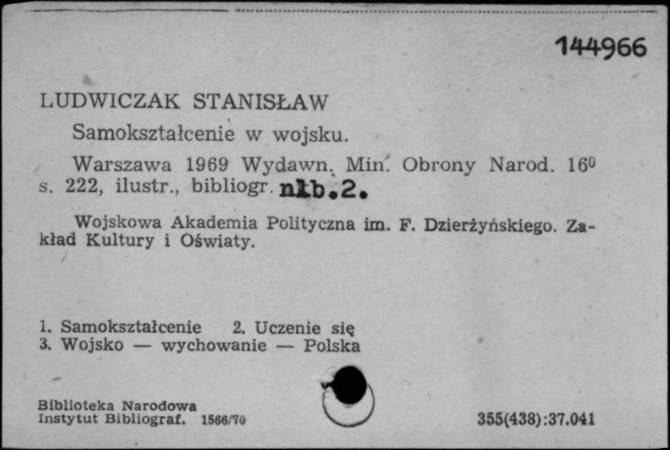 144966
LUDWICZAK STANISŁAW
Samokształcenie w wojsku.
Warszawa 1969 Wydawn. Min. Obrony Narod. 16⁰
s. 222, ilustr., bibliogr. nlb.2.
Wojskowa Akademia Polityczna im. F. Dzierżyńskiego. Za-
kład Kultury i Oświaty.
1. Samokształcenie 2. Uczenie się
3. Wojsko — wychowanie — Polska
Biblioteka Narodowa
Instytut Bibliograf. 1566/70
355(438):37.041